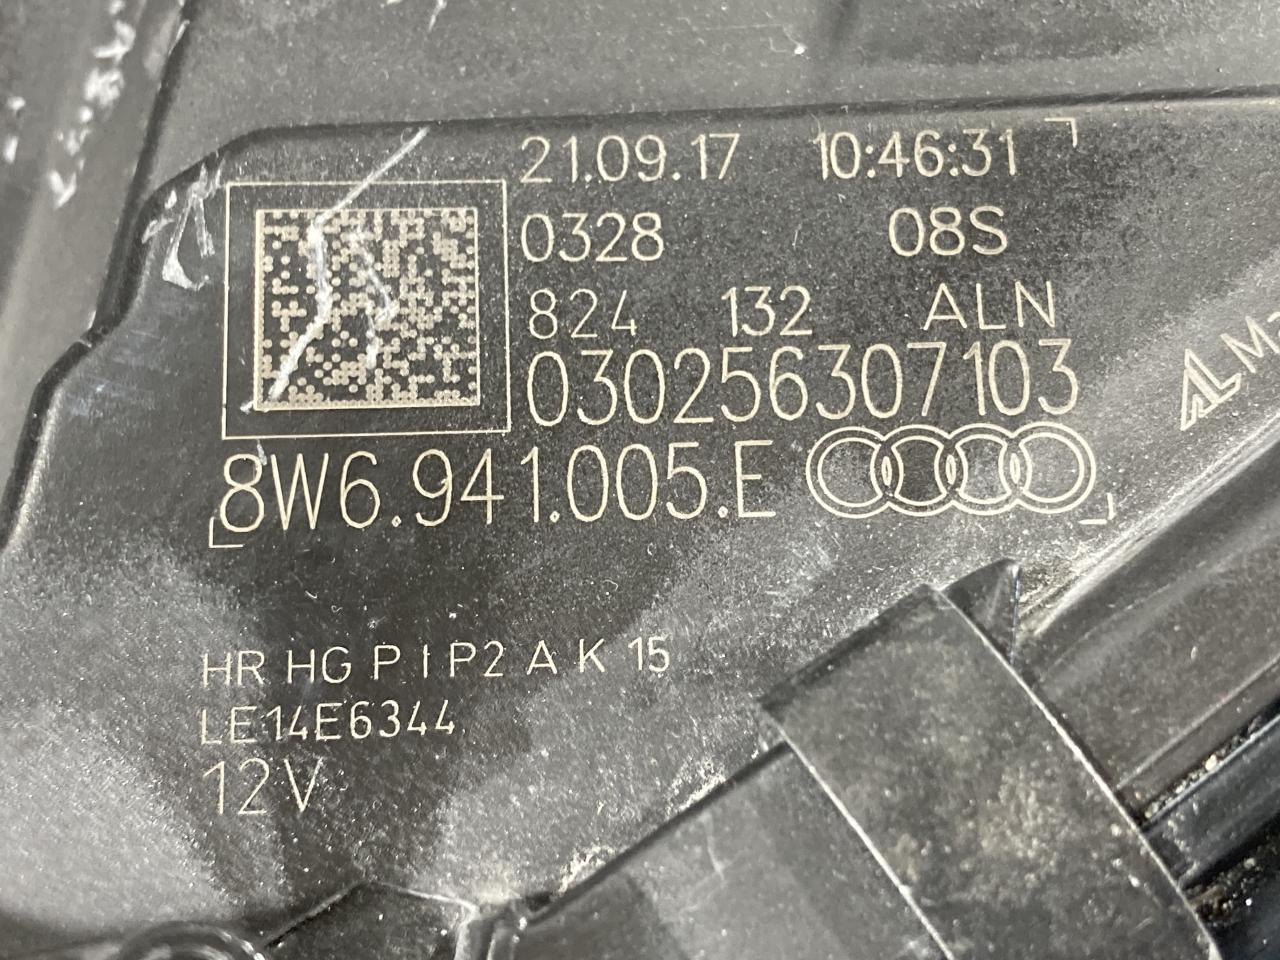 21.09.17 10:46:31
0328 08S
824 132 ALN
030256307103
8W6.941.005.E
HR HG P I P2 A K 15
LE14E6344
12V